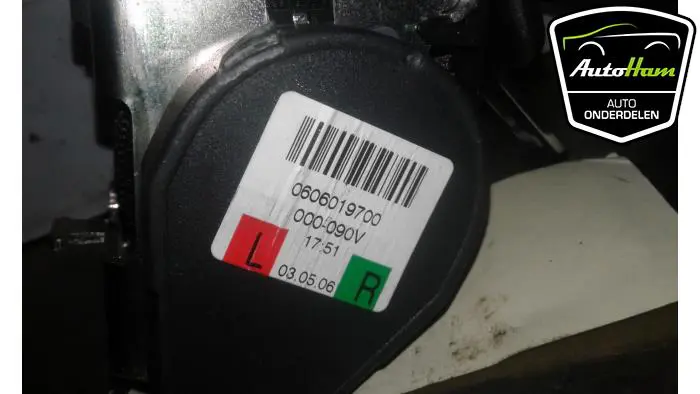 AutoHam
AUTO
ONDERDELEN
0606019700
000-090V
17:51
L
03.05.06
R